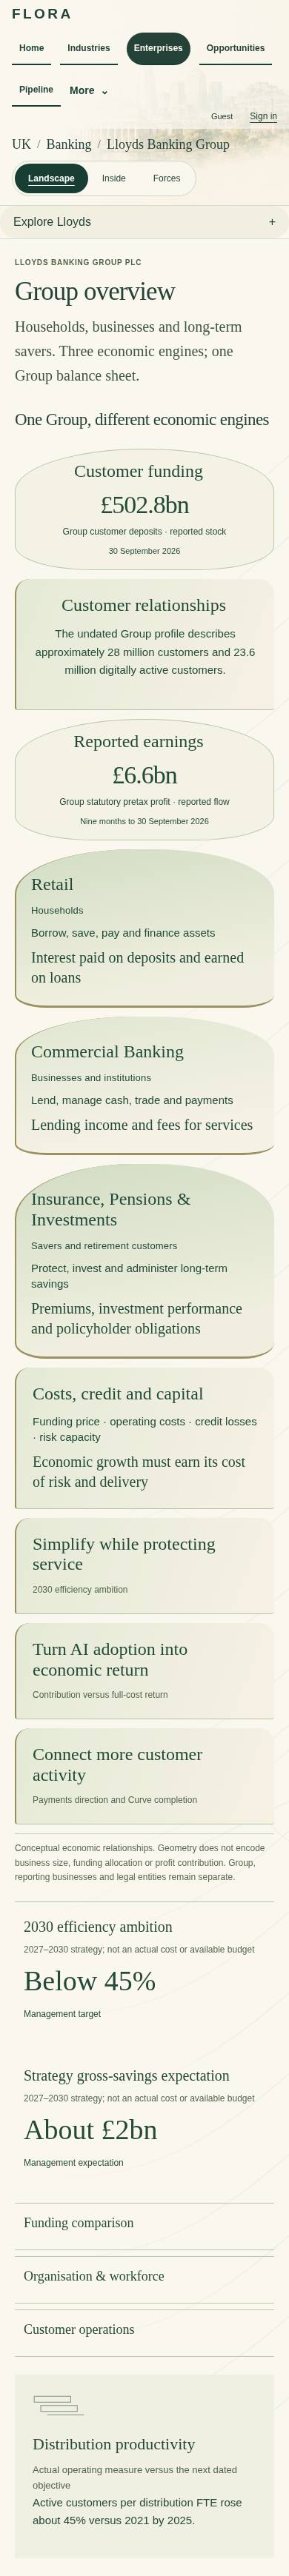 FLORA
Home Industries Enterprises Opportunities
Pipeline More
Guest Sign in
UK / Banking / Lloyds Banking Group
Landscape Inside Forces
Explore Lloyds +
LLOYDS BANKING GROUP PLC
Group overview
Households, businesses and long-term
savers. Three economic engines; one
Group balance sheet.
One Group, different economic engines
Customer funding
£502.8bn
Group customer deposits · reported stock
30 September 2026
Customer relationships
The undated Group profile describes
approximately 28 million customers and 23.6
million digitally active customers.
Reported earnings
£6.6bn
Group statutory pretax profit · reported flow
Nine months to 30 September 2026
Retail
Households
Borrow, save, pay and finance assets
Interest paid on deposits and earned
on loans
Commercial Banking
Businesses and institutions
Lend, manage cash, trade and payments
Lending income and fees for services
Insurance, Pensions &
Investments
Savers and retirement customers
Protect, invest and administer long-term
savings
Premiums, investment performance
and policyholder obligations
Costs, credit and capital
Funding price · operating costs · credit losses
· risk capacity
Economic growth must earn its cost
of risk and delivery
Simplify while protecting
service
2030 efficiency ambition
Turn AI adoption into
economic return
Contribution versus full-cost return
Connect more customer
activity
Payments direction and Curve completion
Conceptual economic relationships. Geometry does not encode
business size, funding allocation or profit contribution. Group,
reporting businesses and legal entities remain separate.
2030 efficiency ambition
2027–2030 strategy; not an actual cost or available budget
Below 45%
Management target
Strategy gross-savings expectation
2027–2030 strategy; not an actual cost or available budget
About £2bn
Management expectation
Funding comparison
Organisation & workforce
Customer operations
Distribution productivity
Actual operating measure versus the next dated
objective
Active customers per distribution FTE rose
about 45% versus 2021 by 2025.